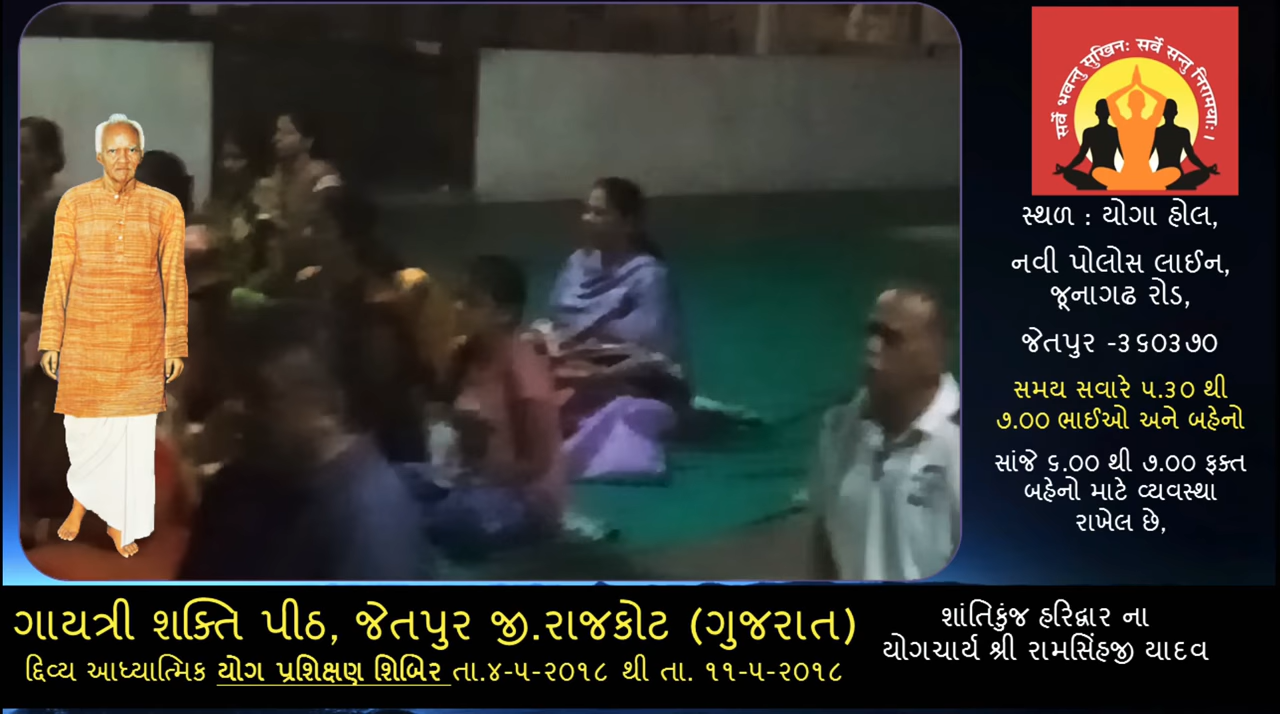 सर्वे भवन्तु सुखिनः सर्वे सन्तु निरामयाः ।
સ્થળ : યોગા હોલ,
નવી પોલોસ લાઈન,
જૂનાગઢ રોડ,
જેતપુર -૩૬૦૩૭૦
સમય સવારે ૫.૩૦ થી
૭.૦૦ ભાઈઓ અને બહેનો
સાંજે ૬.૦૦ થી ૭.૦૦ ફક્ત
બહેનો માટે વ્યવસ્થા
રાખેલ છે,
ગાયત્રી શક્તિ પીઠ, જેતપુર જી.રાજકોટ (ગુજરાત)
દિવ્ય આધ્યાત્મિક યોગ પ્રશિક્ષણ શિબિર તા.૪-૫-૨૦૧૮ થી તા. ૧૧-૫-૨૦૧૮
શાંતિકુંજ હરિદ્વાર ના
યોગચાર્ય શ્રી રામસિંહજી યાદવ